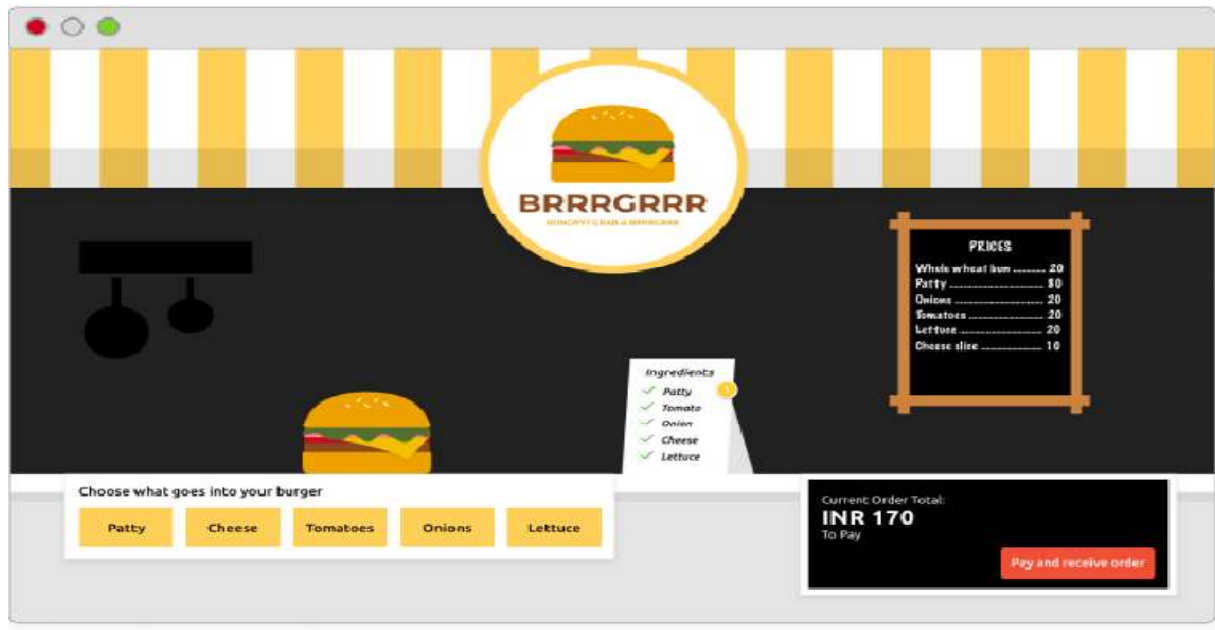 BRRRGRRR
PRICES
Whole wheat bun ........ 20
Patty ........ 80
Onions ........ 20
Tomatoes ........ 20
Lettuce ........ 20
Cheese slice ........ 10
Ingredients
Patty
Tomato
Onion
Cheese
Lettuce
Choose what goes into your burger
Patty
Cheese
Tomatoes
Onions
Lettuce
Current Order Total:
INR 170
To Pay
Pay and receive order